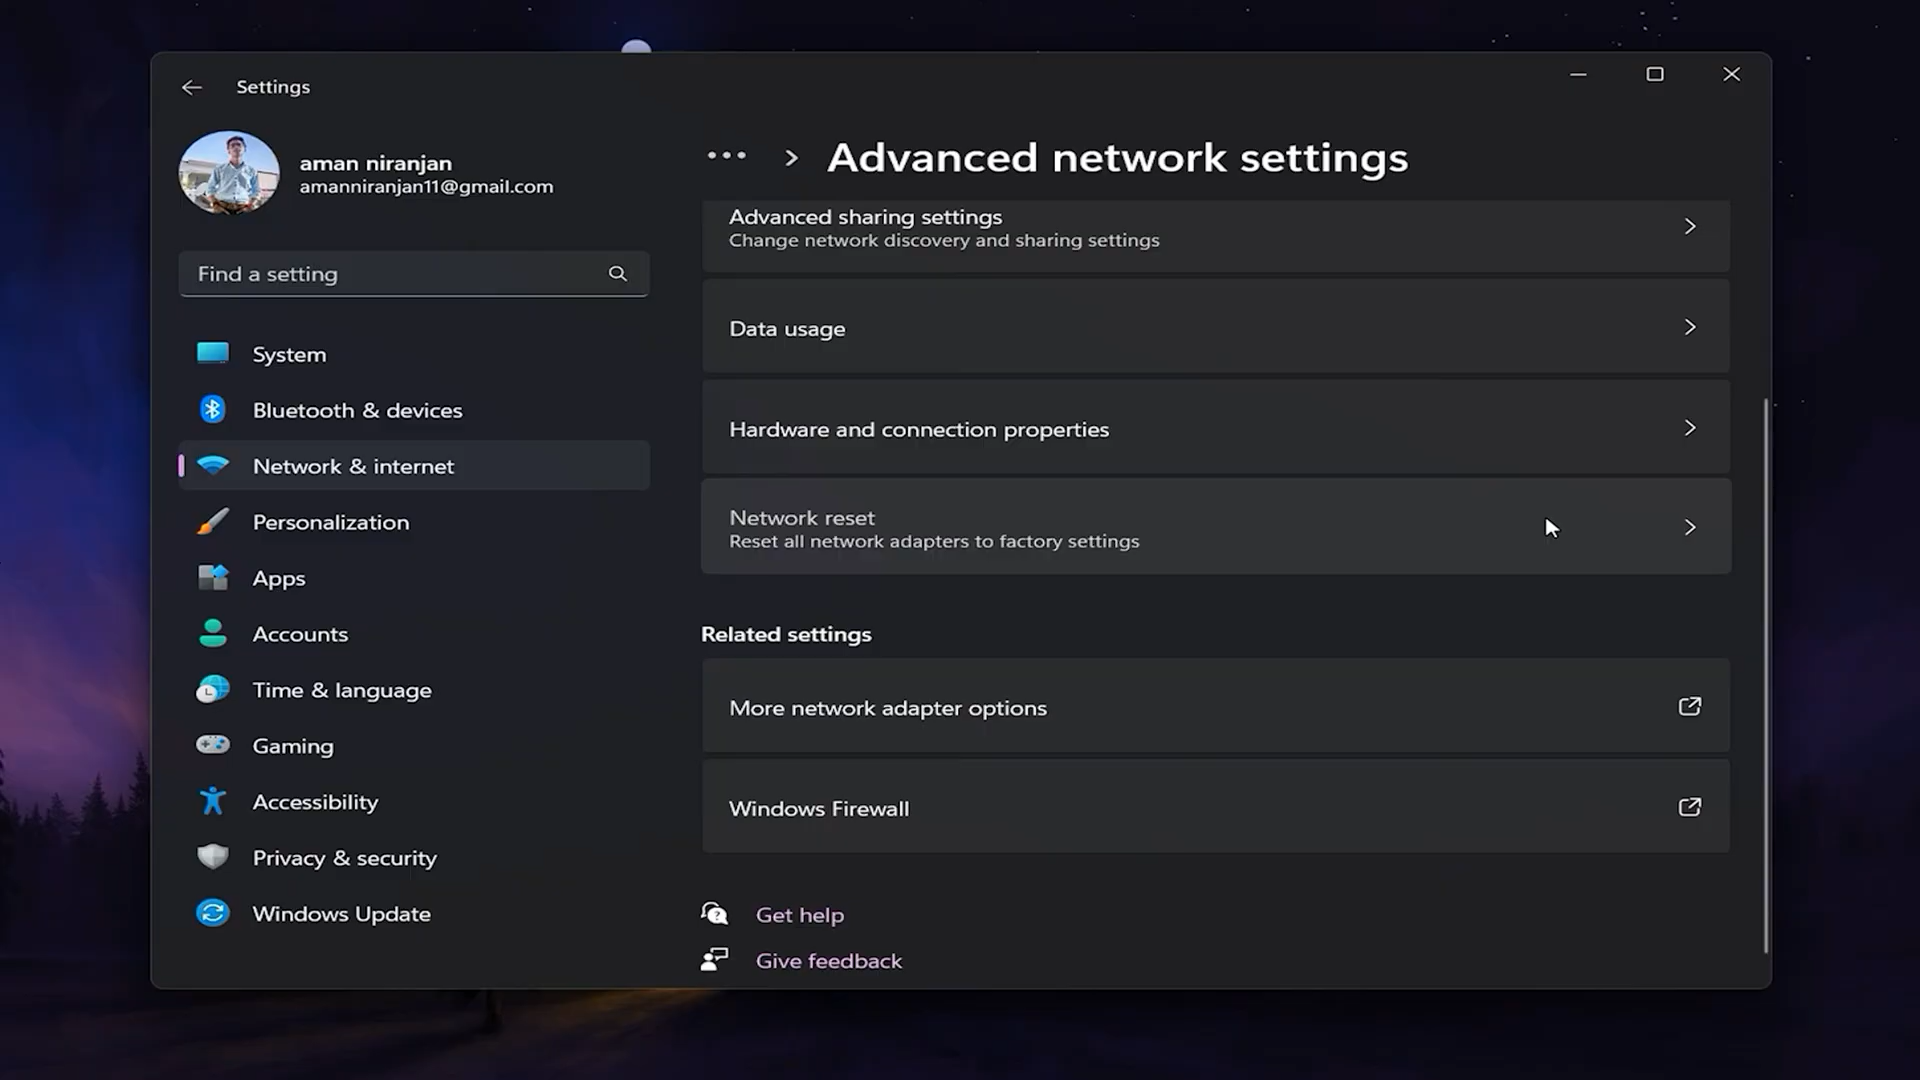 Settings
aman niranjan
amanniranjan11@gmail.com
Find a setting
System
Bluetooth & devices
Network & internet
Personalization
Apps
Accounts
Time & language
Gaming
Accessibility
Privacy & security
Windows Update
Advanced network settings
Advanced sharing settings
Change network discovery and sharing settings
Data usage
Hardware and connection properties
Network reset
Reset all network adapters to factory settings
Related settings
More network adapter options
Windows Firewall
Get help
Give feedback